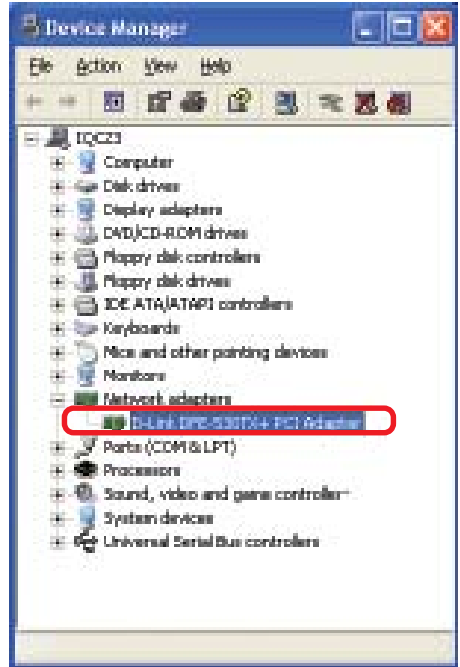 Device Manager
File Action View Help
IQC23
Computer
Disk drives
Display adapters
DVD/CD-ROM drives
Floppy disk controllers
Floppy disk drives
IDE ATA/ATAPI controllers
Keyboards
Mice and other pointing devices
Monitors
Network adapters
D-Link DFE-530TX+ PCI Adapter
Ports (COM & LPT)
Processors
Sound, video and game controller
System devices
Universal Serial Bus controllers